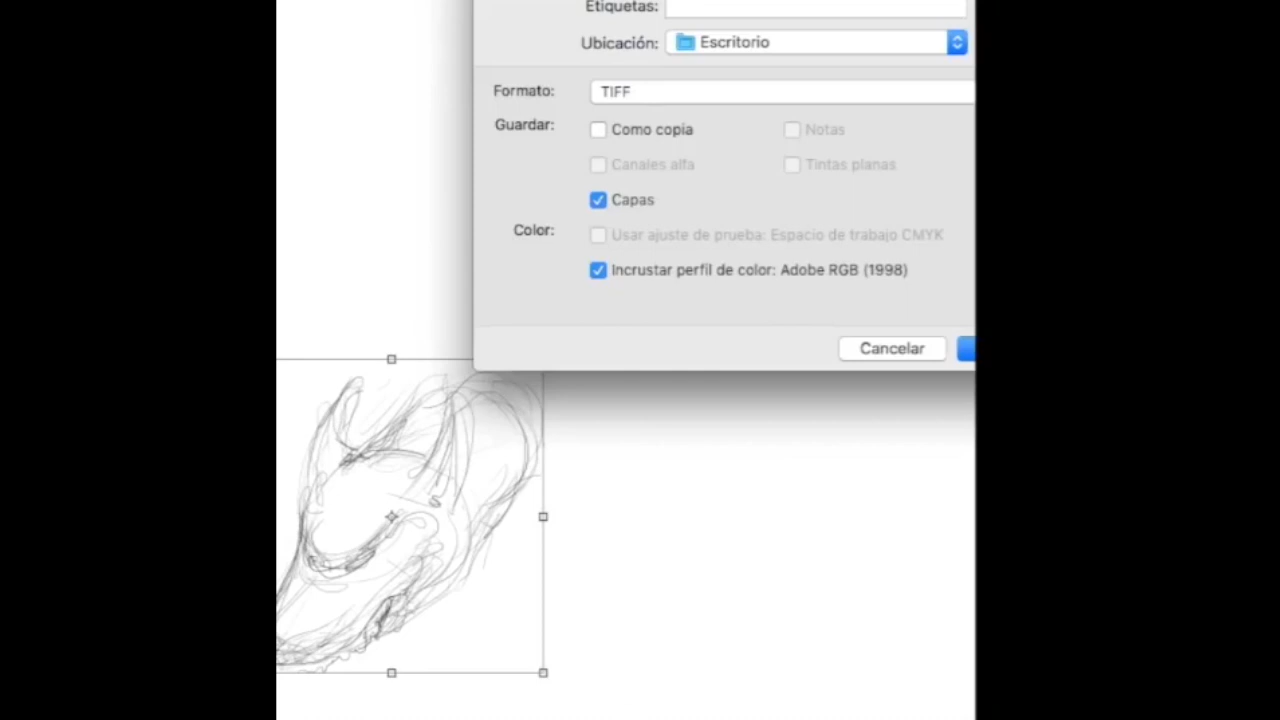 Etiquetas:
Ubicación: Escritorio
Formato: TIFF
Guardar: Como copia Notas
Canales alfa Tintas planas
Capas
Color: Usar ajuste de prueba: Espacio de trabajo CMYK
Incrustar perfil de color: Adobe RGB (1998)
Cancelar